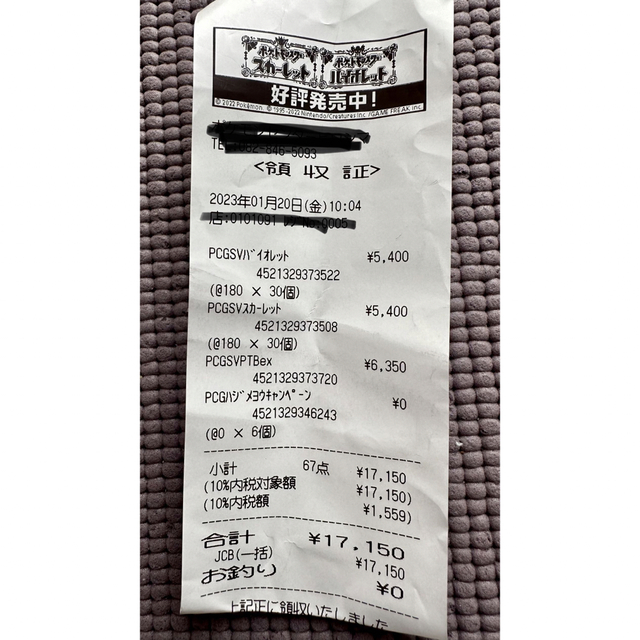 ポケットモンスター ポケットモンスター
スカーレット バイオレット
好評発売中!
©2022 Pokémon. ©1995-2022 Nintendo/Creatures Inc./GAME FREAK inc.
<領収証>
2023年01月20日(金)10:04
店:0101091
PCGSVバイオレット ¥5,400
4521329373522
(@180 × 30個)
PCGSVスカーレット ¥5,400
4521329373508
(@180 × 30個)
PCGSVPTBex ¥6,350
4521329373720
PCGハジメヨウキャンペーン ¥0
4521329346243
(@0 × 6個)
小計 67点 ¥17,150
(10%内税対象額 ¥17,150)
(10%内税額 ¥1,559)
合計 ¥17,150
JCB(一括) ¥17,150
お釣り ¥0
上記正に領収いたしました